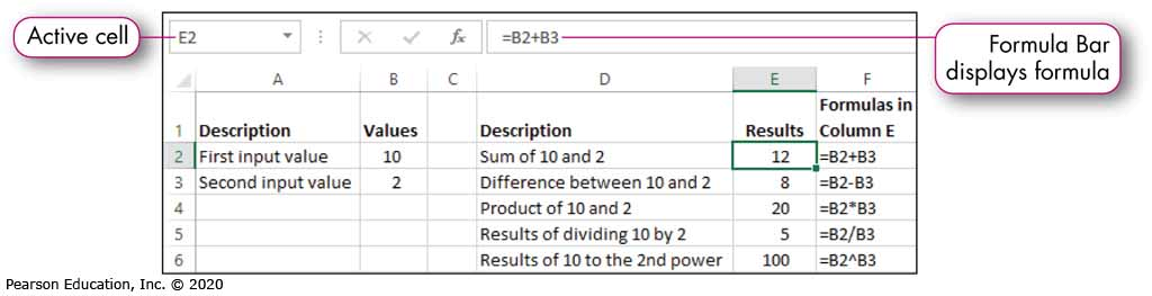 Active cell
E2 fx =B2+B3
Formula Bar
displays formula
A B C D E F
Formulas in
1 Description Values Description Results Column E
2 First input value 10 Sum of 10 and 2 12 =B2+B3
3 Second input value 2 Difference between 10 and 2 8 =B2-B3
4 Product of 10 and 2 20 =B2*B3
5 Results of dividing 10 by 2 5 =B2/B3
6 Results of 10 to the 2nd power 100 =B2^B3
Pearson Education, Inc. © 2020